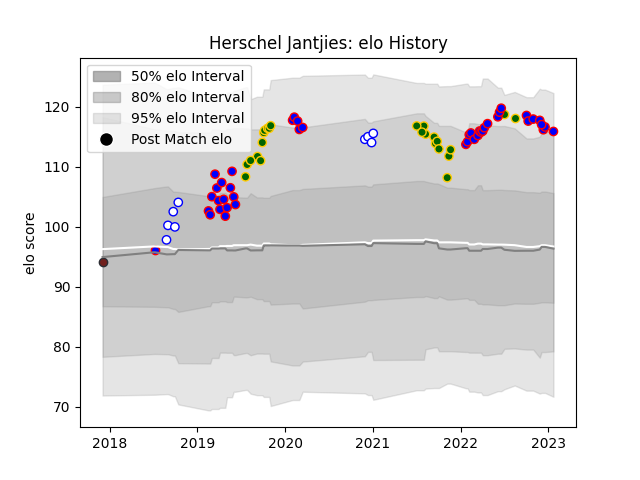 Herschel Jantjies: elo History
50% elo Interval
80% elo Interval
95% elo Interval
Post Match elo
elo score
120
110
100
90
80
70
2018 2019 2020 2021 2022 2023